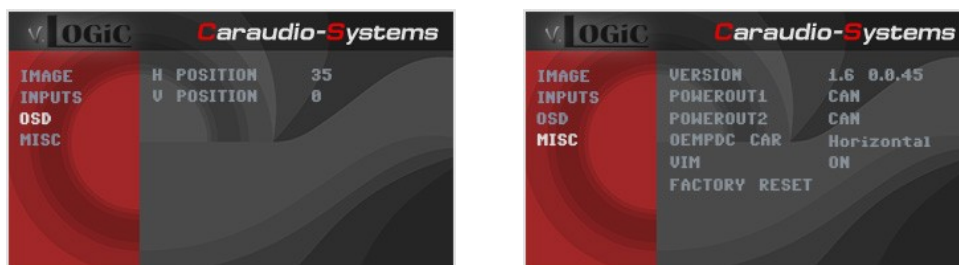 v.LOGiC Caraudio-Systems
IMAGE H POSITION 35
INPUTS V POSITION 0
OSD
MISC
v.LOGiC Caraudio-Systems
IMAGE VERSION 1.6 0.0.45
INPUTS POWEROUT1 CAN
OSD POWEROUT2 CAN
MISC OEMPDC CAR Horizontal
VIM ON
FACTORY RESET